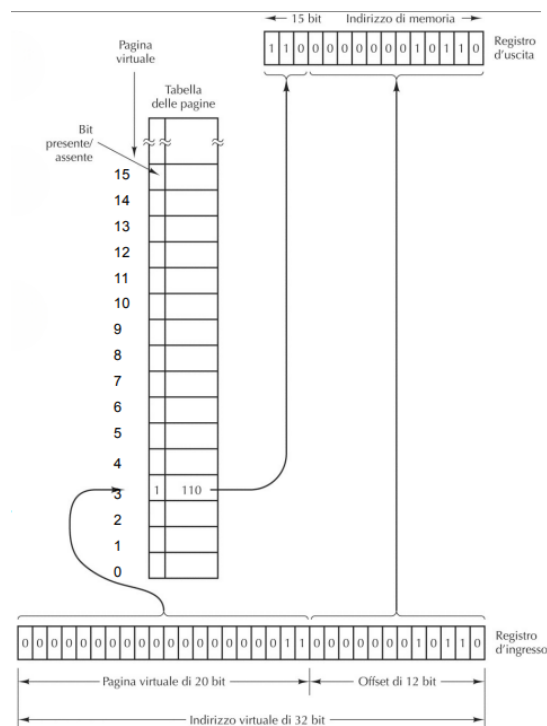 15 bit Indirizzo di memoria
Pagina
virtuale
1 1 0 0 0 0 0 0 0 0 1 0 1 1 0
Registro
d'uscita
Tabella
delle pagine
Bit
presente/
assente
15
14
13
12
11
10
9
8
7
6
5
4
3 1 110
2
1
0
0 0 0 0 0 0 0 0 0 0 0 0 0 0 0 0 0 0 1 1 0 0 0 0 0 0 0 1 0 1 1 0
Registro
d'ingresso
Pagina virtuale di 20 bit Offset di 12 bit
Indirizzo virtuale di 32 bit